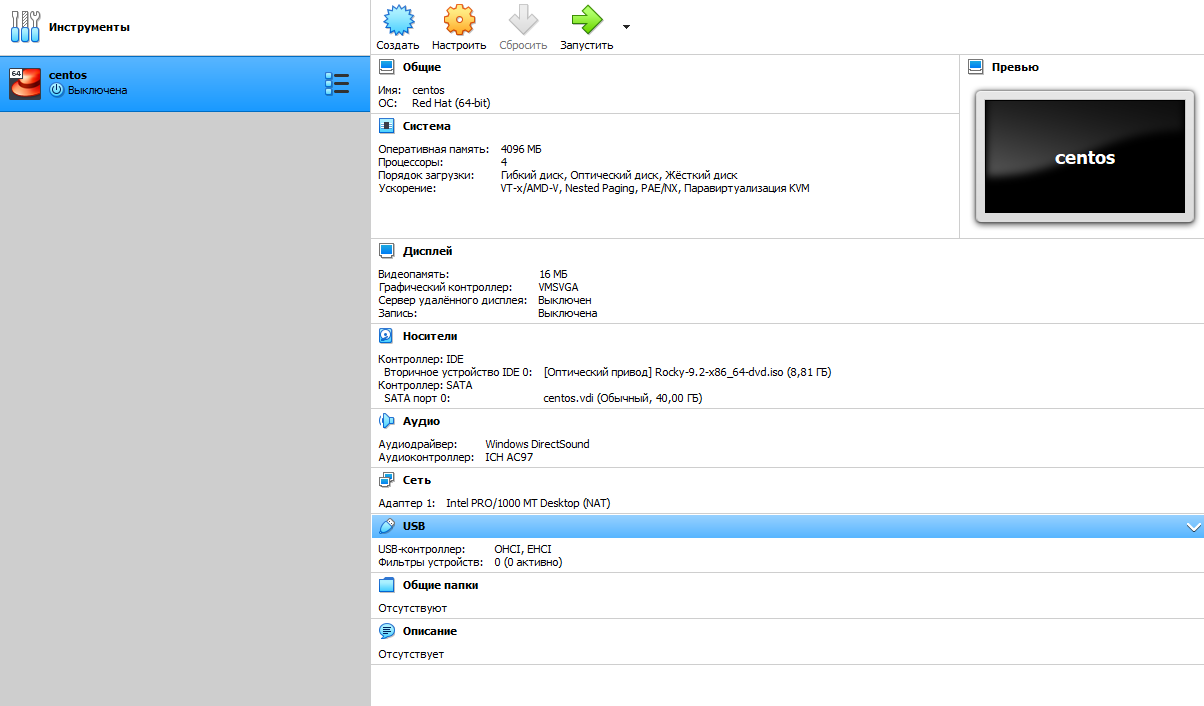 Инструменты
64
centos
Выключена
Создать Настроить Сбросить Запустить
Общие
Имя: centos
ОС: Red Hat (64-bit)
Превью
centos
Система
Оперативная память: 4096 МБ
Процессоры: 4
Порядок загрузки: Гибкий диск, Оптический диск, Жёсткий диск
Ускорение: VT-x/AMD-V, Nested Paging, PAE/NX, Паравиртуализация KVM
Дисплей
Видеопамять: 16 МБ
Графический контроллер: VMSVGA
Сервер удалённого дисплея: Выключен
Запись: Выключена
Носители
Контроллер: IDE
Вторичное устройство IDE 0: [Оптический привод] Rocky-9.2-x86_64-dvd.iso (8,81 ГБ)
Контроллер: SATA
SATA порт 0: centos.vdi (Обычный, 40,00 ГБ)
Аудио
Аудиодрайвер: Windows DirectSound
Аудиоконтроллер: ICH AC97
Сеть
Адаптер 1: Intel PRO/1000 MT Desktop (NAT)
USB
USB-контроллер: OHCI, EHCI
Фильтры устройств: 0 (0 активно)
Общие папки
Отсутствуют
Описание
Отсутствует